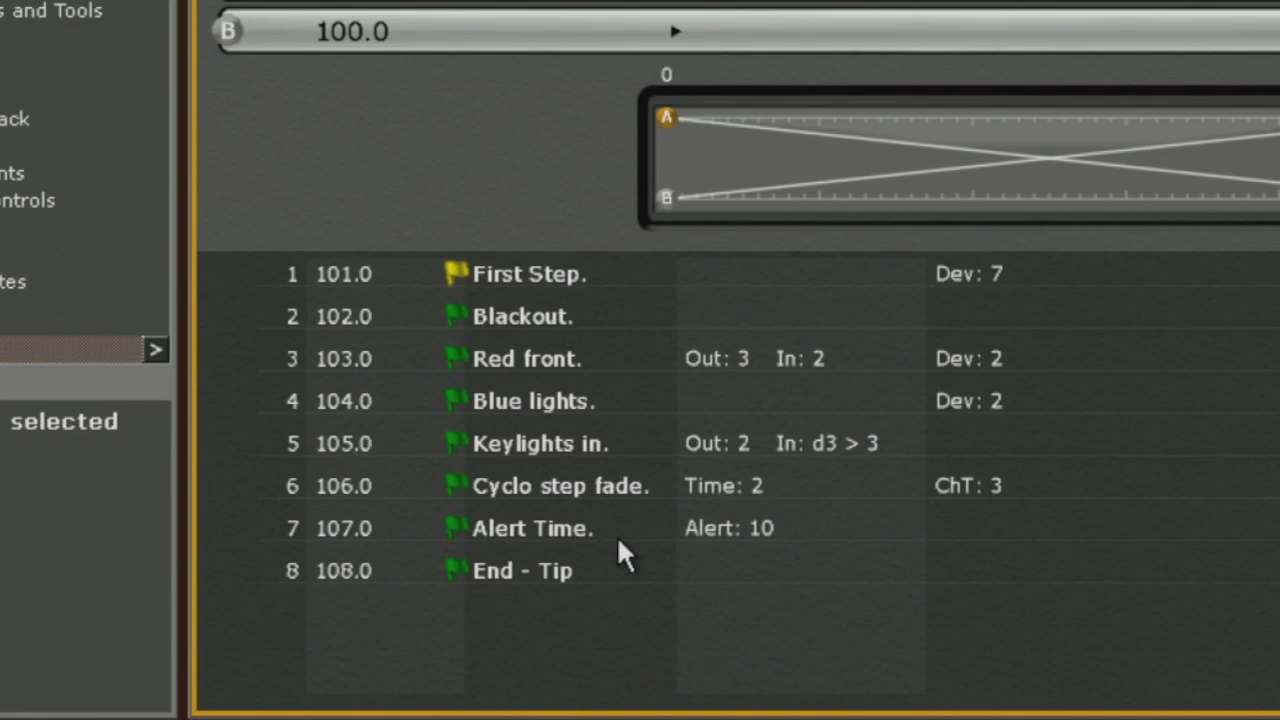 s and Tools
B 100.0
0
ack
A
nts
ntrols
B
1 101.0 First Step. Dev: 7
tes
2 102.0 Blackout.
3 103.0 Red front. Out: 3 In: 2 Dev: 2
>
4 104.0 Blue lights. Dev: 2
selected
5 105.0 Keylights in. Out: 2 In: d3 > 3
6 106.0 Cyclo step fade. Time: 2 ChT: 3
7 107.0 Alert Time. Alert: 10
8 108.0 End - Tip